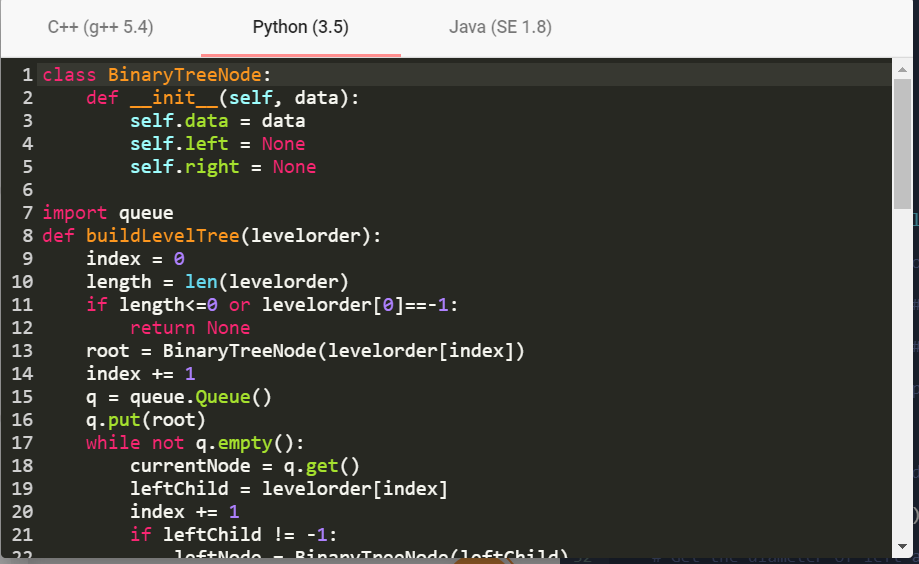 C++ (g++ 5.4) Python (3.5) Java (SE 1.8)
1 class BinaryTreeNode:
2     def __init__(self, data):
3         self.data = data
4         self.left = None
5         self.right = None
6
7 import queue
8 def buildLevelTree(levelorder):
9     index = 0
10     length = len(levelorder)
11     if length<=0 or levelorder[0]==-1:
12         return None
13     root = BinaryTreeNode(levelorder[index])
14     index += 1
15     q = queue.Queue()
16     q.put(root)
17     while not q.empty():
18         currentNode = q.get()
19         leftChild = levelorder[index]
20         index += 1
21         if leftChild != -1:
22             leftNode = BinaryTreeNode(leftChild)